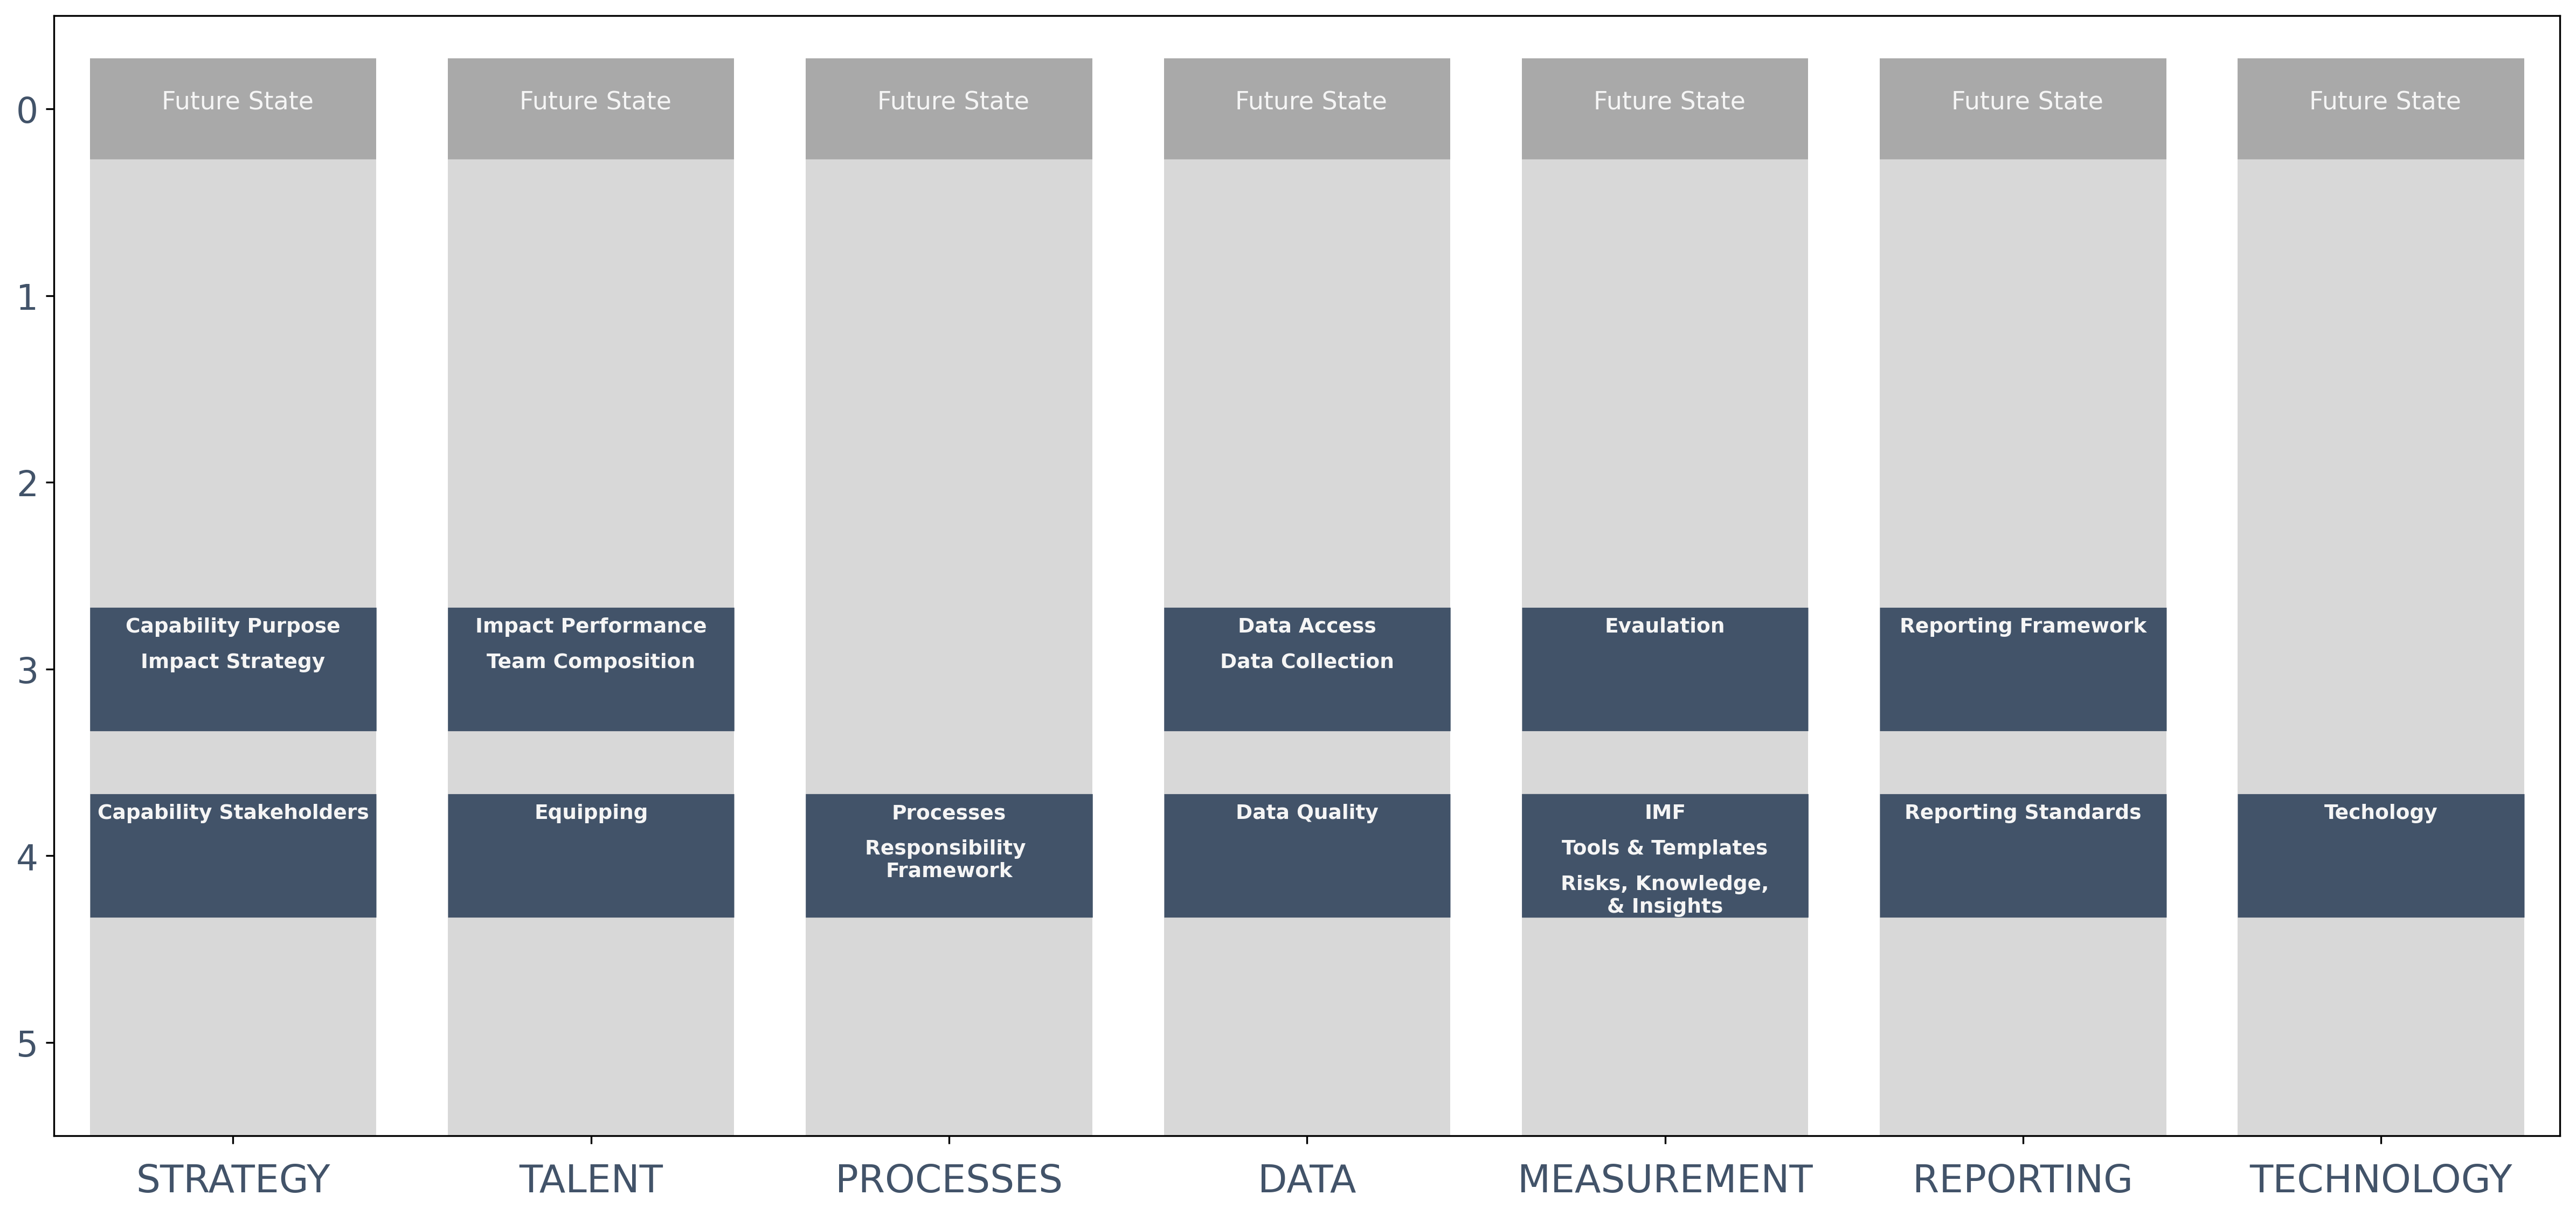 0
Future State
Future State
Future State
Future State
Future State
Future State
Future State
1
2
3
Capability Purpose
Impact Strategy
Impact Performance
Team Composition
Data Access
Data Collection
Evaulation
Reporting Framework
4
Capability Stakeholders
Equipping
Processes
Responsibility
Framework
Data Quality
IMF
Tools & Templates
Risks, Knowledge,
& Insights
Reporting Standards
Techology
5
STRATEGY
TALENT
PROCESSES
DATA
MEASUREMENT
REPORTING
TECHNOLOGY